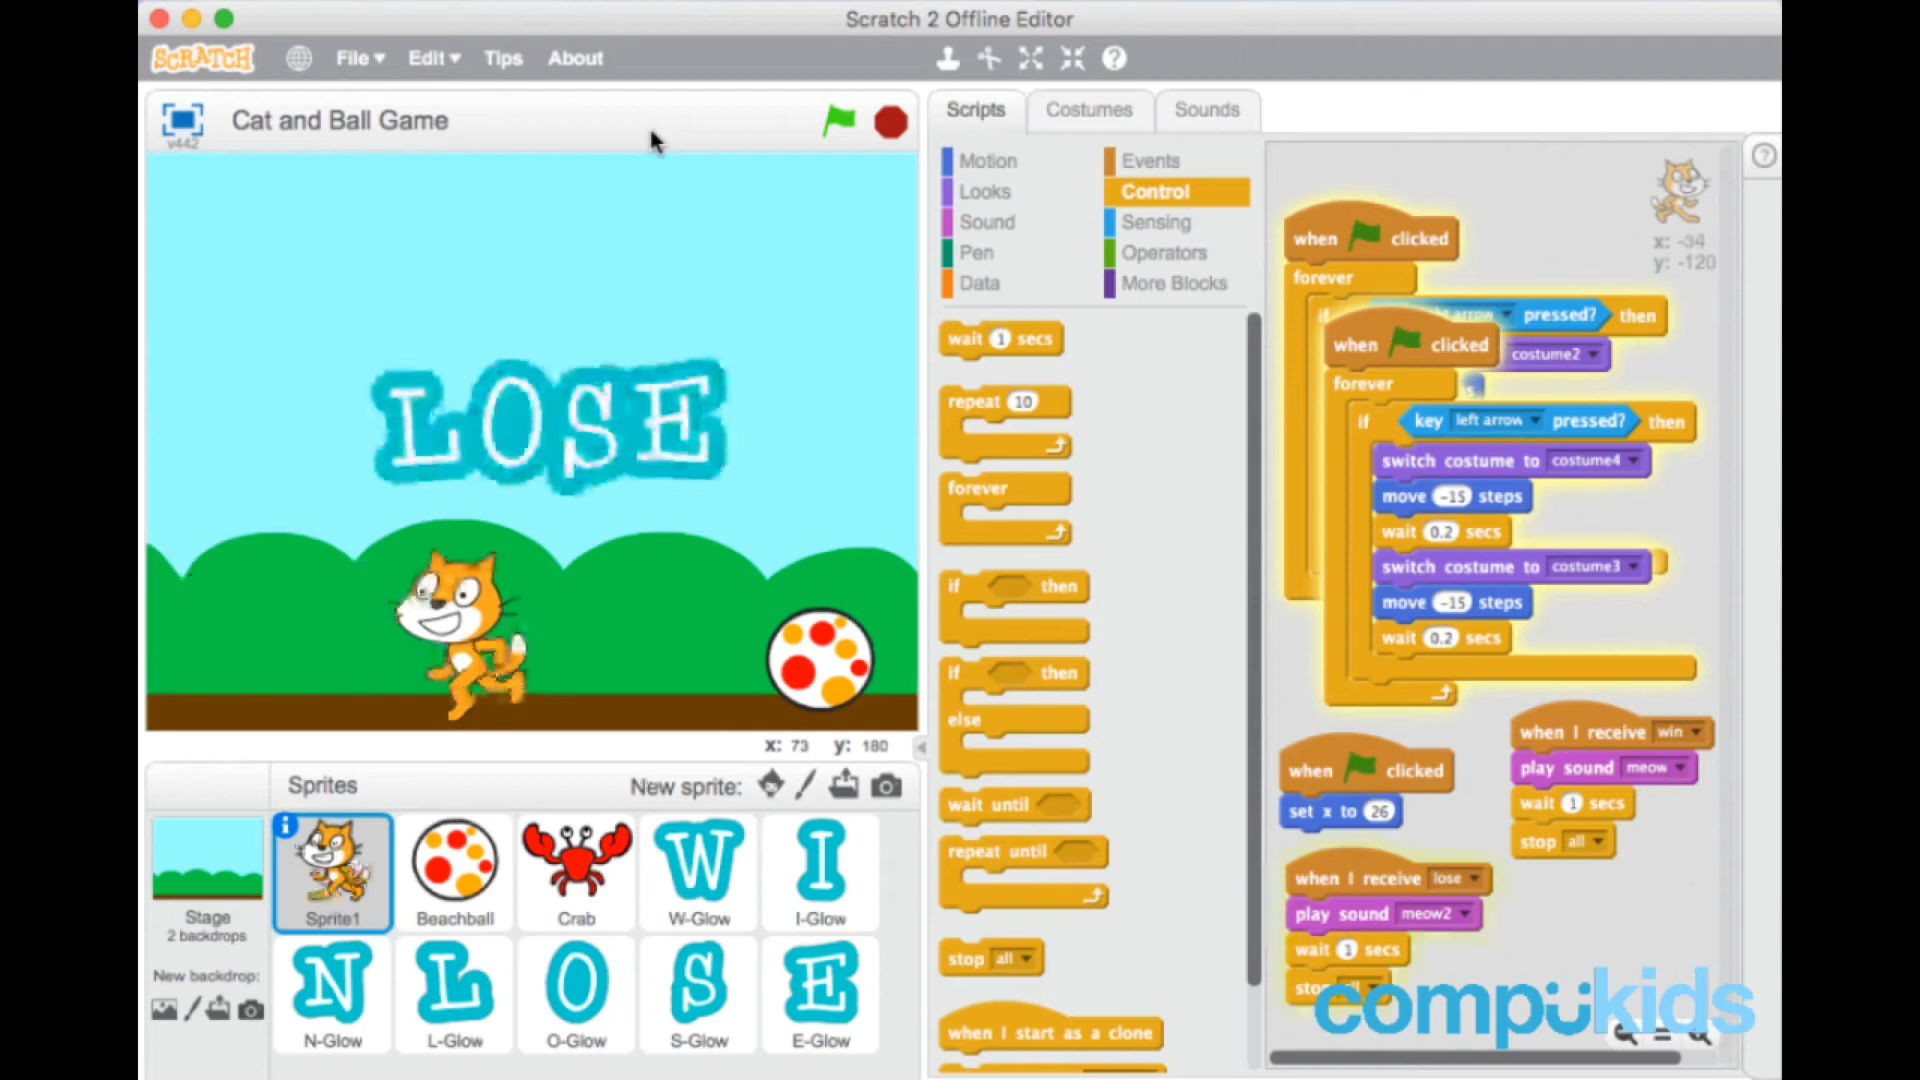 Scratch 2 Offline Editor
SCRATCH File Edit Tips About
v442
Cat and Ball Game
Scripts Costumes Sounds
Motion
Looks
Sound
Pen
Data
Events
Control
Sensing
Operators
More Blocks
LOSE
x: 73 y: 180
wait 1 secs
repeat 10
forever
if then
if then
else
wait until
repeat until
stop all
when I start as a clone
x: -34
y: -120
when clicked
forever
if arrow pressed? then
costume2
when clicked
forever
if key left arrow pressed? then
switch costume to costume4
move -15 steps
wait 0.2 secs
switch costume to costume3
move -15 steps
wait 0.2 secs
when clicked
set x to 26
when I receive win
play sound meow
wait 1 secs
stop all
when I receive lose
play sound meow2
wait 1 secs
stop
compükids
Sprites New sprite:
Stage
2 backdrops
New backdrop:
Sprite1 Beachball Crab W-Glow I-Glow
W I
N L O S E
N-Glow L-Glow O-Glow S-Glow E-Glow